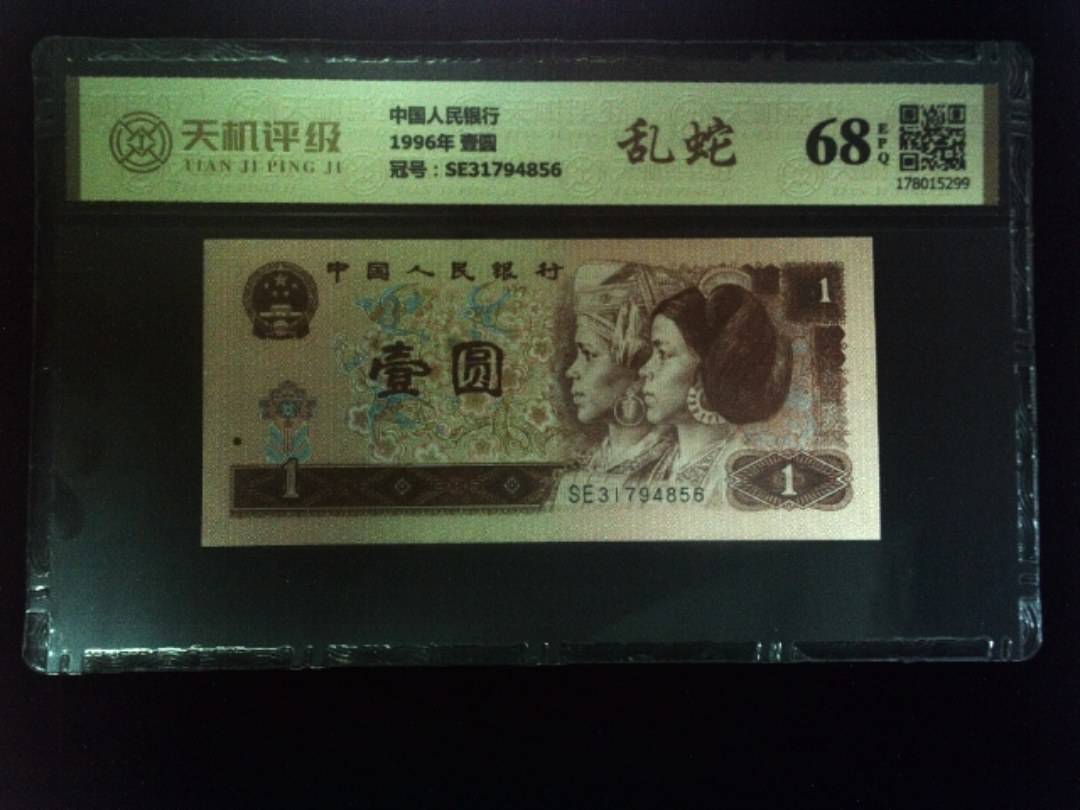 天机评级
TIAN JI PING JI
中国人民银行
1996年 壹圆
冠号：SE31794856
乱蛇
68
EPQ
178015299
中国人民银行
1
壹圆
1
SE31794856
1